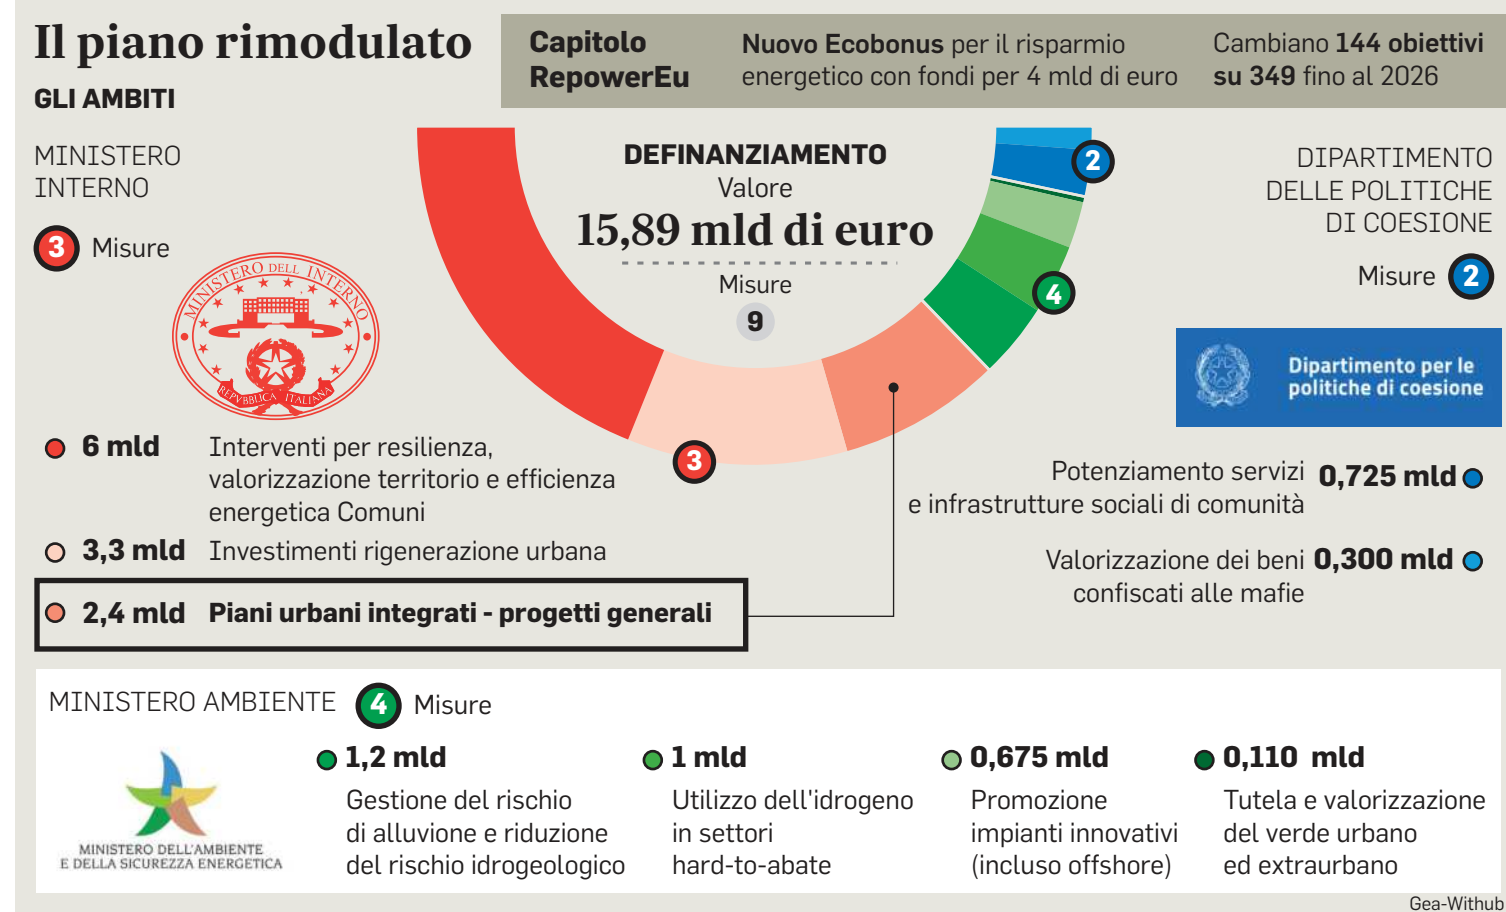 Il piano rimodulato
GLI AMBITI
Capitolo
RepowerEu
Nuovo Ecobonus per il risparmio
energetico con fondi per 4 mld di euro
Cambiano 144 obiettivi
su 349 fino al 2026
MINISTERO
INTERNO
3 Misure
MINISTERO DELL INTERNO
REPVBBLICA ITALIANA
DEFINANZIAMENTO
Valore
15,89 mld di euro
Misure
9
2
4
3
DIPARTIMENTO
DELLE POLITICHE
DI COESIONE
Misure 2
Dipartimento per le
politiche di coesione
6 mld Interventi per resilienza,
valorizzazione territorio e efficienza
energetica Comuni
3,3 mld Investimenti rigenerazione urbana
2,4 mld Piani urbani integrati - progetti generali
Potenziamento servizi 0,725 mld
e infrastrutture sociali di comunità
Valorizzazione dei beni 0,300 mld
confiscati alle mafie
MINISTERO AMBIENTE 4 Misure
MINISTERO DELL'AMBIENTE
E DELLA SICUREZZA ENERGETICA
1,2 mld
Gestione del rischio
di alluvione e riduzione
del rischio idrogeologico
1 mld
Utilizzo dell'idrogeno
in settori
hard-to-abate
0,675 mld
Promozione
impianti innovativi
(incluso offshore)
0,110 mld
Tutela e valorizzazione
del verde urbano
ed extraurbano
Gea-Withub